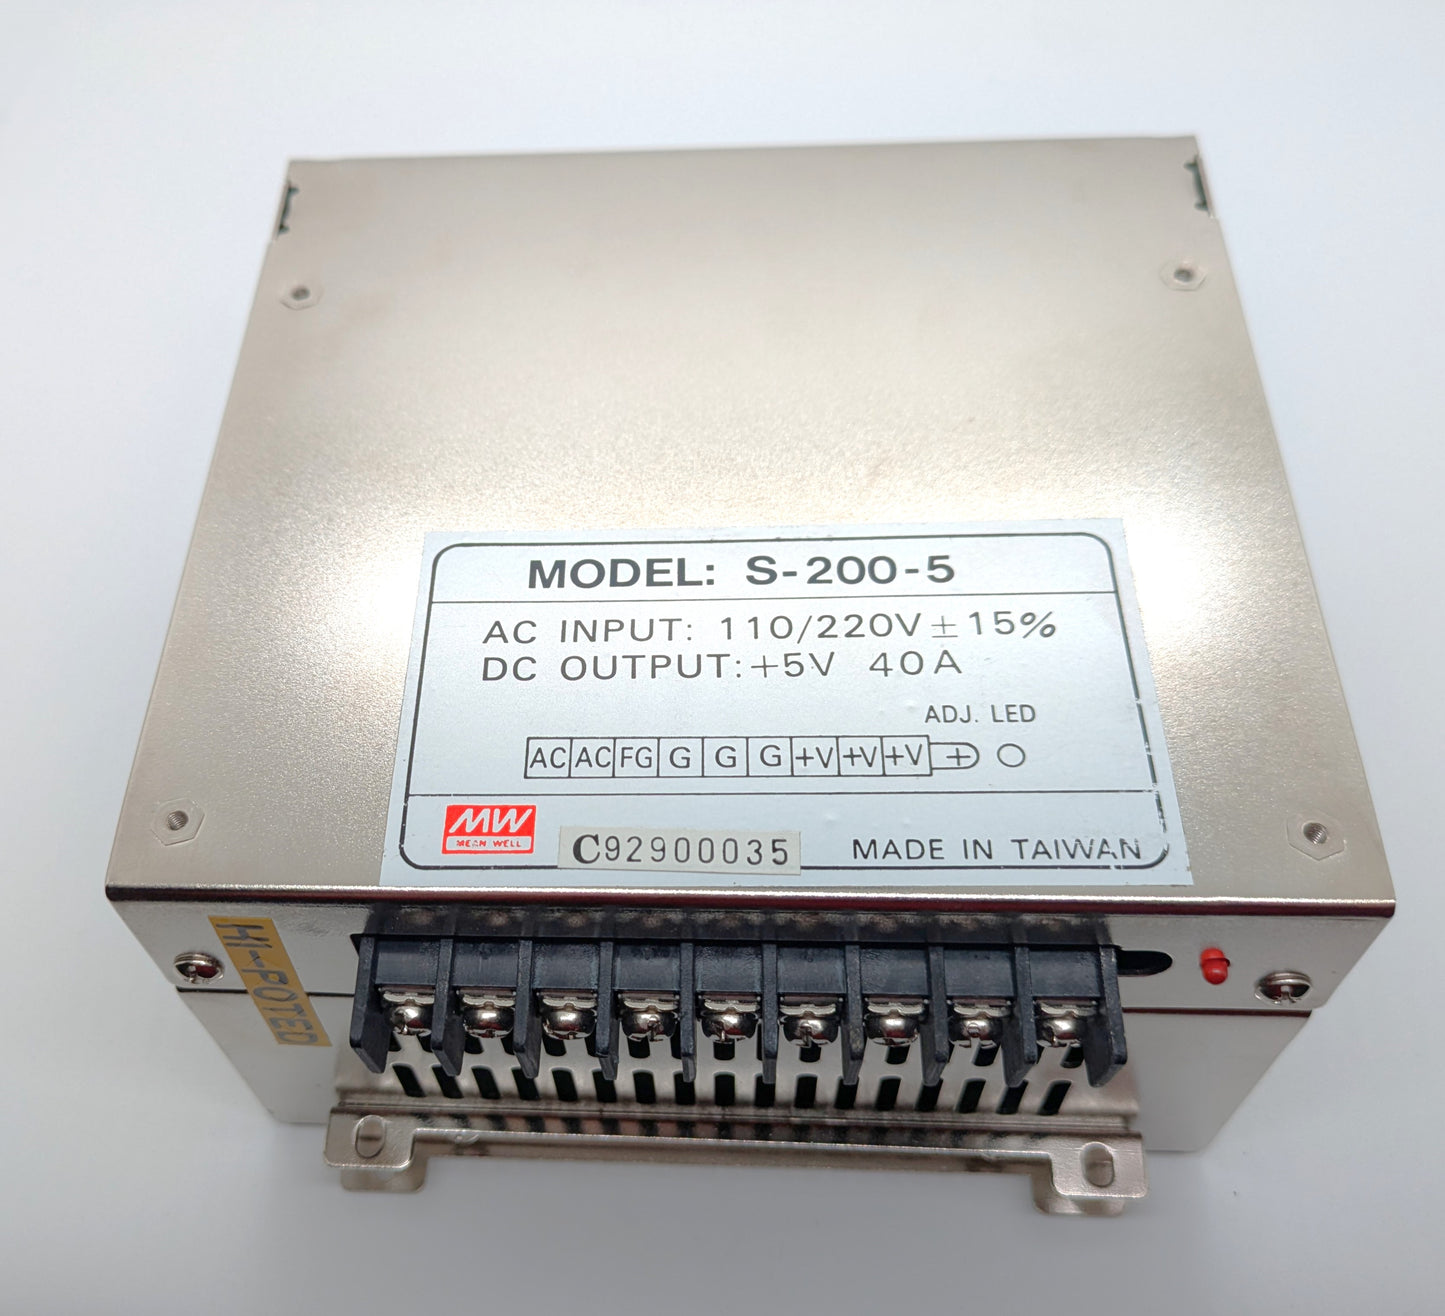 MODEL: S-200-5
AC INPUT: 110/220V ± 15%
DC OUTPUT: +5V 40A
ADJ. LED
AC AC FG G G G +V +V +V +
MW
MEAN WELL
C92900035
MADE IN TAIWAN
HI-POTED